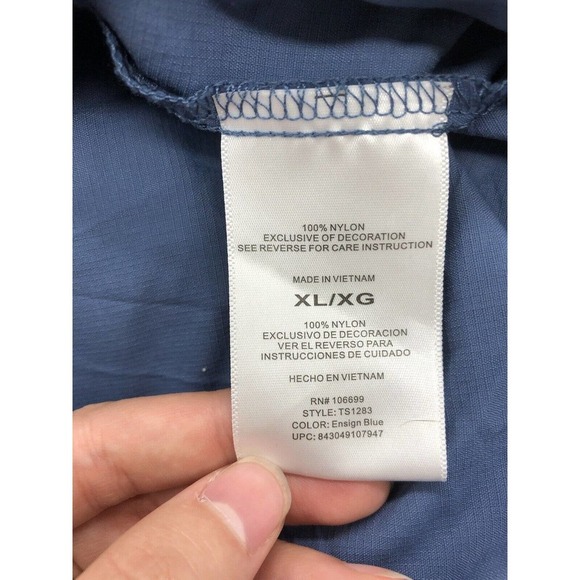 100% NYLON
EXCLUSIVE OF DECORATION
SEE REVERSE FOR CARE INSTRUCTION
MADE IN VIETNAM
XL/XG
100% NYLON
EXCLUSIVO DE DECORACION
VER EL REVERSO PARA
INSTRUCCIONES DE CUIDADO
HECHO EN VIETNAM
RN# 106699
STYLE: TS1283
COLOR: Ensign Blue
UPC: 843049107947